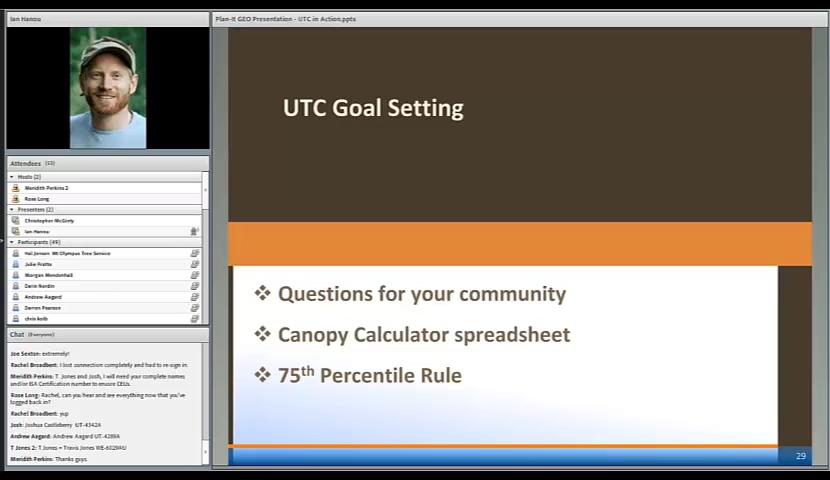 Ian Hanou
Plan-It GEO Presentation - UTC in Action.ppts
Attendees (53)
Hosts (2)
Meridith Perkins 2
Rose Long
Presenters (2)
Christopher McGinty
Ian Hanou
Participants (49)
Hal Jensen Mt Olympus Tree Service
Julie Fratto
Morgan Mendenhall
Darin Nordin
Andrew Aagard
Darren Pearson
chris kolb
Chat (Everyone)
Joe Sexton: extremely!
Rachel Broadbent: I lost connection completely and had to re-sign in
Meridith Perkins: T. Jones and Josh, I will need your complete names
and/or ISA Certification number to ensure CEUs.
Rose Long: Rachel, can you hear and see everything now that you've
logged back in?
Rachel Broadbent: yup
Josh: Joshua Castleberry UT-4342A
Andrew Aagard: Andrew Aagard UT-4289A
T Jones 2: T Jones = Travis Jones
Meridith Perkins: Thanks guys.
UTC Goal Setting
❖ Questions for your community
❖ Canopy Calculator spreadsheet
❖ 75th Percentile Rule
29